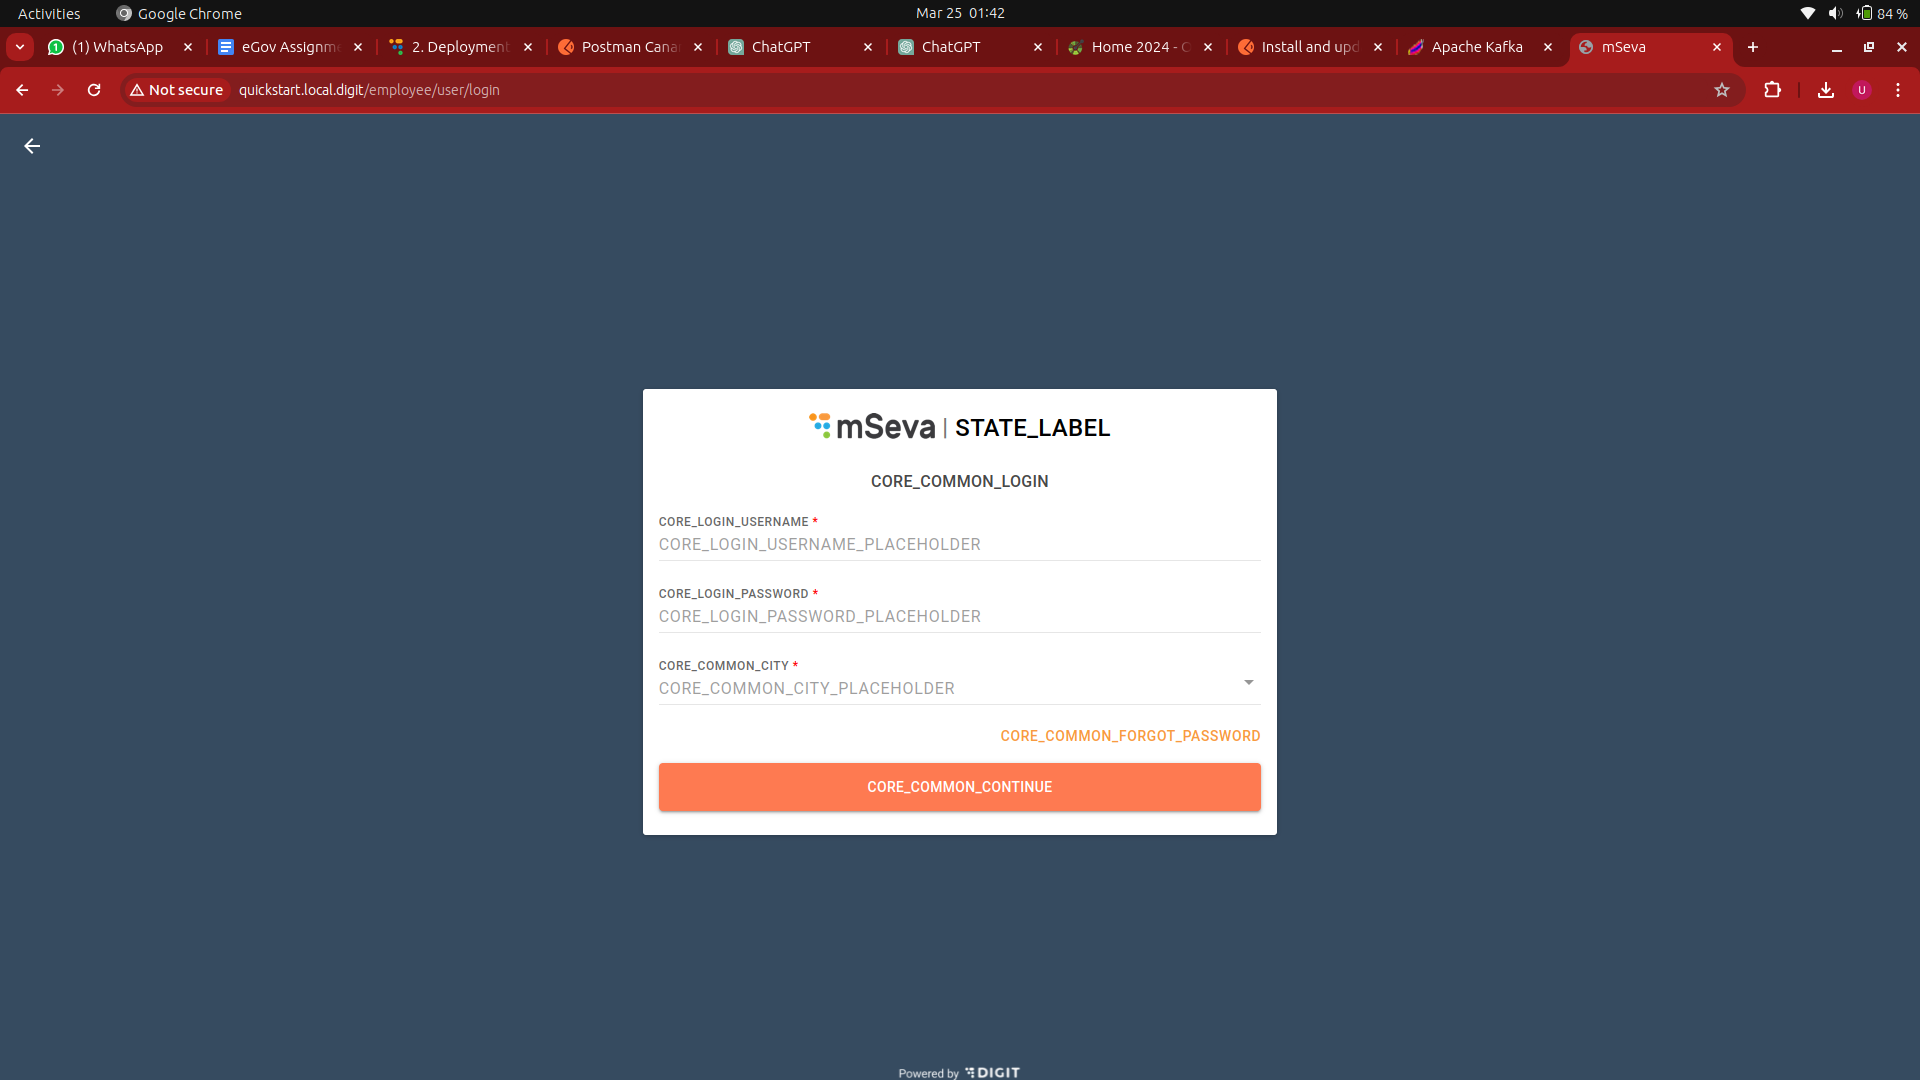 Activities Google Chrome Mar 25 01:42 84 %
(1) WhatsApp eGov Assignme 2. Deployment Postman Cana ChatGPT ChatGPT Home 2024 - C Install and upd Apache Kafka mSeva
Not secure quickstart.local.digit/employee/user/login U
mSeva | STATE_LABEL
CORE_COMMON_LOGIN
CORE_LOGIN_USERNAME *
CORE_LOGIN_USERNAME_PLACEHOLDER
CORE_LOGIN_PASSWORD *
CORE_LOGIN_PASSWORD_PLACEHOLDER
CORE_COMMON_CITY *
CORE_COMMON_CITY_PLACEHOLDER
CORE_COMMON_FORGOT_PASSWORD
CORE_COMMON_CONTINUE
Powered by DIGIT